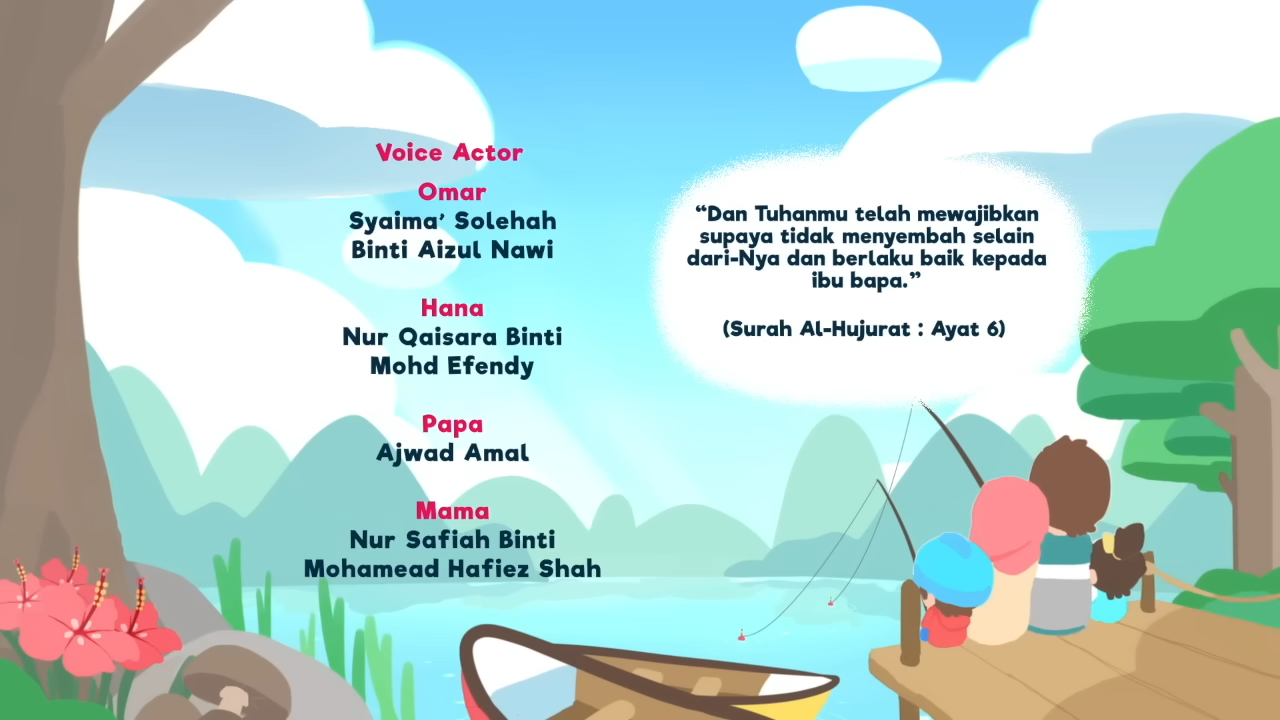 Voice Actor
Omar
Syaima’ Solehah
Binti Aizul Nawi
Hana
Nur Qaisara Binti
Mohd Efendy
Papa
Ajwad Amal
Mama
Nur Safiah Binti
Mohamead Hafiez Shah
“Dan Tuhanmu telah mewajibkan
supaya tidak menyembah selain
dari-Nya dan berlaku baik kepada
ibu bapa.”
(Surah Al-Hujurat : Ayat 6)